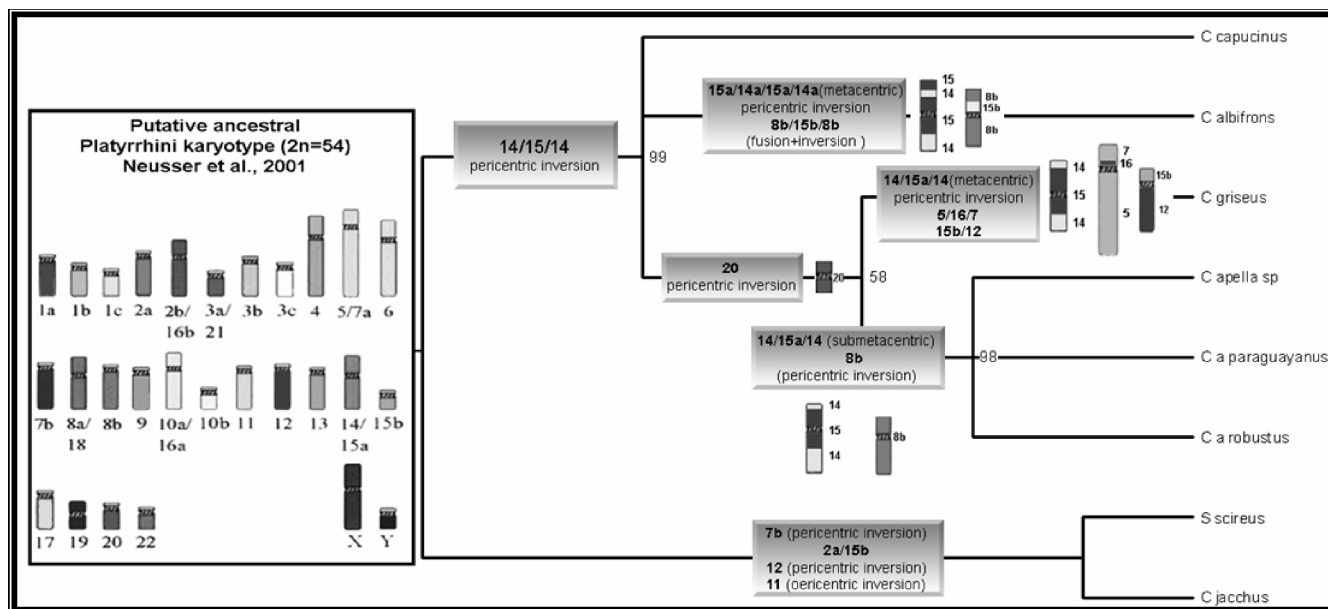 Putative ancestral
Platyrrhini karyotype (2n=54)
Neusser et al., 2001
1a 1b 1c 2a 2b/ 3a/ 3b 3c 4 5/7a 6
16b 21
7b 8a/ 8b 9 10a/ 10b 11 12 13 14/ 15b
18 16a 15a
17 19 20 22 X Y
14/15/14
pericentric inversion
99
C capucinus
15a/14a/15a/14a(metacentric)
pericentric inversion
8b/15b/8b
(fusion+inversion )
15
14
15
14
8b
15b
8b
C albifrons
14/15a/14(metacentric)
pericentric inversion
5/16/7
15b/12
14
15
14
7
16
5
15b
12
C griseus
20
pericentric inversion
20
58
14/15a/14 (submetacentric)
8b
(pericentric inversion)
14
15
14
8b
98
C apella sp
C a paraguayanus
C a robustus
7b (pericentric inversion)
2a/15b
12 (pericentric inversion)
11 (oericentric inversion)
S scireus
C jacchus